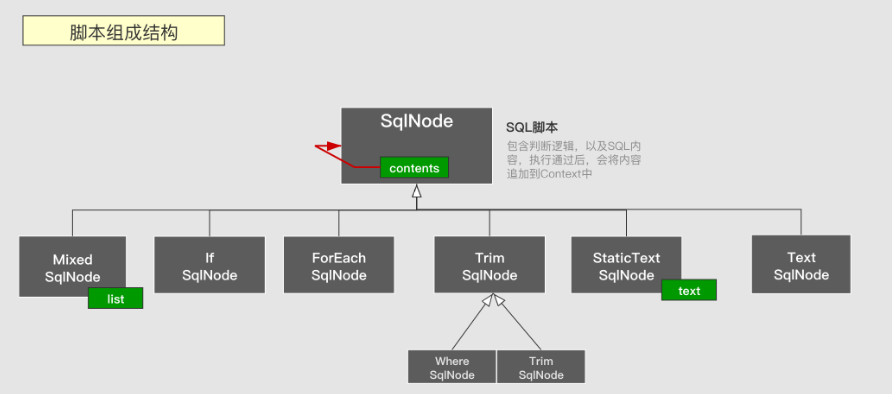 脚本组成结构
SqlNode
contents
SQL脚本
包含判断逻辑，以及SQL内
容，执行通过后，会将内容
追加到Context中
Mixed
SqlNode
list
If
SqlNode
ForEach
SqlNode
Trim
SqlNode
StaticText
SqlNode
text
Text
SqlNode
Where
SqlNode
Trim
SqlNode